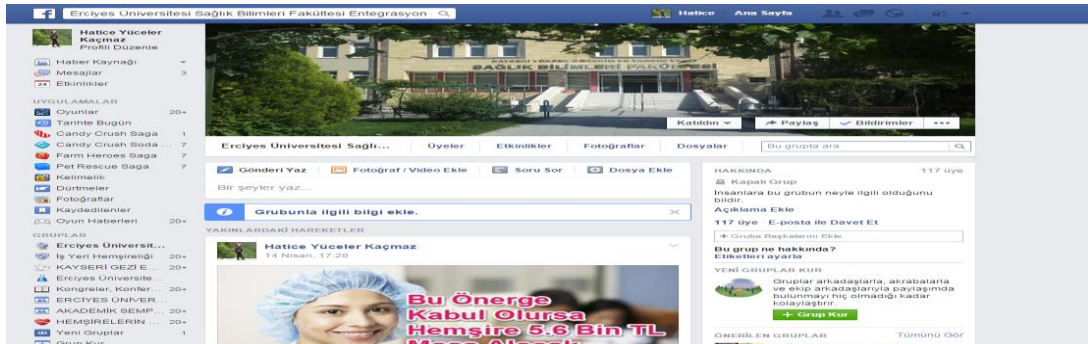 Erciyes Üniversitesi Sağlık Bilimleri Fakültesi Entegrasyon
Hatice Ana Sayfa
Hatice Yüceler
Kaçmaz
Profili Düzenle
Haber Kaynağı
Mesajlar 3
Etkinlikler
UYGULAMALAR
Oyunlar 20+
Tarihte Bugün
Candy Crush Saga 1
Candy Crush Soda ... 7
Farm Heroes Saga 7
Pet Rescue Saga 7
Kelimelik
Dürtmeler
Fotoğraflar
Kaydedilenler
Oyun Haberleri 20+
GRUPLAR
Erciyes Üniversit...
İş Yeri Hemşireliği 20+
KAYSERİ GEZİ E... 20+
Erciyes Üniversite...
Kongreler, Konfer... 20+
ERCİYES ÜNİVER...
AKADEMİK SEMP... 20+
HEMŞİRELERİN ... 20+
Yeni Gruplar 1
Grup Kur
SAĞLIK BİLİMLERİ FAKÜLTESİ
Katıldın
Paylaş
Bildirimler
Erciyes Üniversitesi Sağlı...
Üyeler
Etkinlikler
Fotoğraflar
Dosyalar
Bu grupta ara
Gönderi Yaz
Fotoğraf / Video Ekle
Soru Sor
Dosya Ekle
Bir şeyler yaz...
Grubunla ilgili bilgi ekle.
YAKINLARDAKİ HAREKETLER
Hatice Yüceler Kaçmaz
14 Nisan, 17:28
Bu Önerge
Kabul Olursa
Hemşire 5.6 Bin TL
Maaş Alacak
HAKKINDA 117 üye
Kapalı Grup
İnsanlara bu grubun neyle ilgili olduğunu
bildir.
Açıklama Ekle
117 üye E-posta ile Davet Et
+ Gruba Başkalarını Ekle
Bu grup ne hakkında?
Etiketleri ayarla
YENİ GRUPLAR KUR
Gruplar arkadaşlarla, akrabalarla
ve ekip arkadaşlarıyla paylaşımda
bulunmayı hiç olmadığı kadar
kolaylaştırır.
+ Grup Kur
ÖNERİLEN GRUPLAR Tümünü Gör